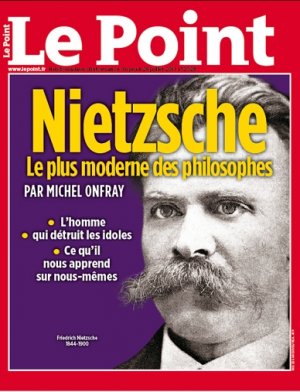 Le Point
Le Point
www.lepoint.fr
Nietzsche
Le plus moderne des philosophes
PAR MICHEL ONFRAY
• L'homme
• qui détruit les idoles
• Ce qu'il
nous apprend
sur nous-mêmes
Friedrich Nietzsche
1844-1900